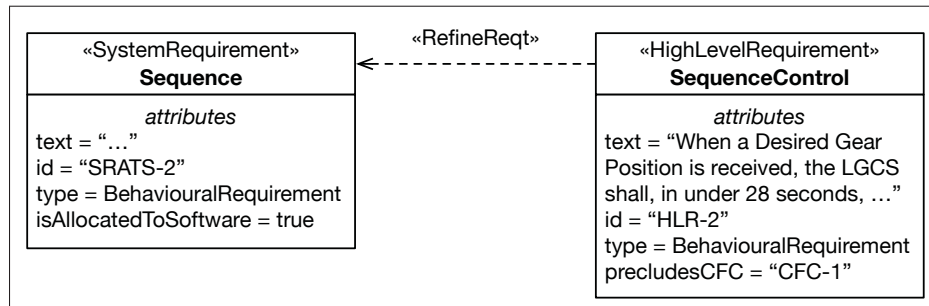 «SystemRequirement»
Sequence
attributes
text = “…”
id = “SRATS-2”
type = BehaviouralRequirement
isAllocatedToSoftware = true
«RefineReqt»
«HighLevelRequirement»
SequenceControl
attributes
text = “When a Desired Gear
Position is received, the LGCS
shall, in under 28 seconds, …”
id = “HLR-2”
type = BehaviouralRequirement
precludesCFC = “CFC-1”